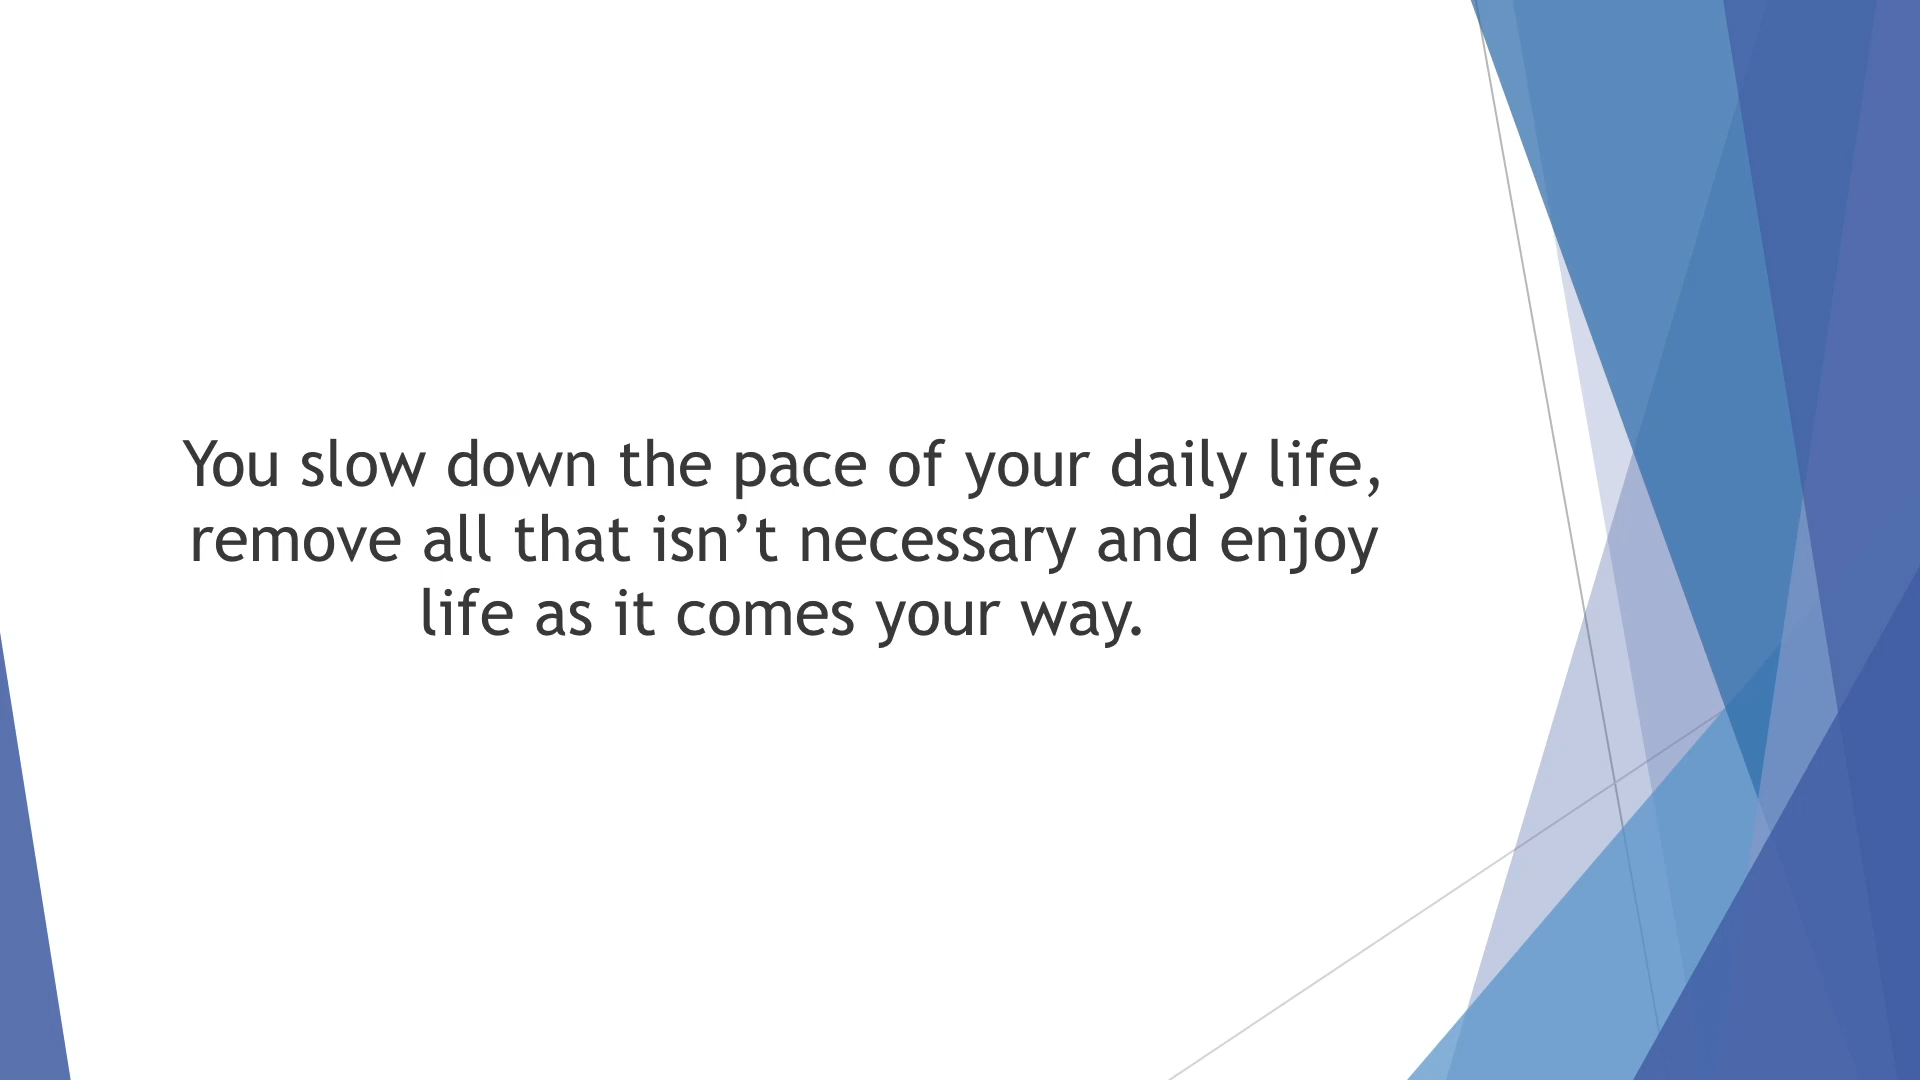 You slow down the pace of your daily life,
remove all that isn’t necessary and enjoy
life as it comes your way.